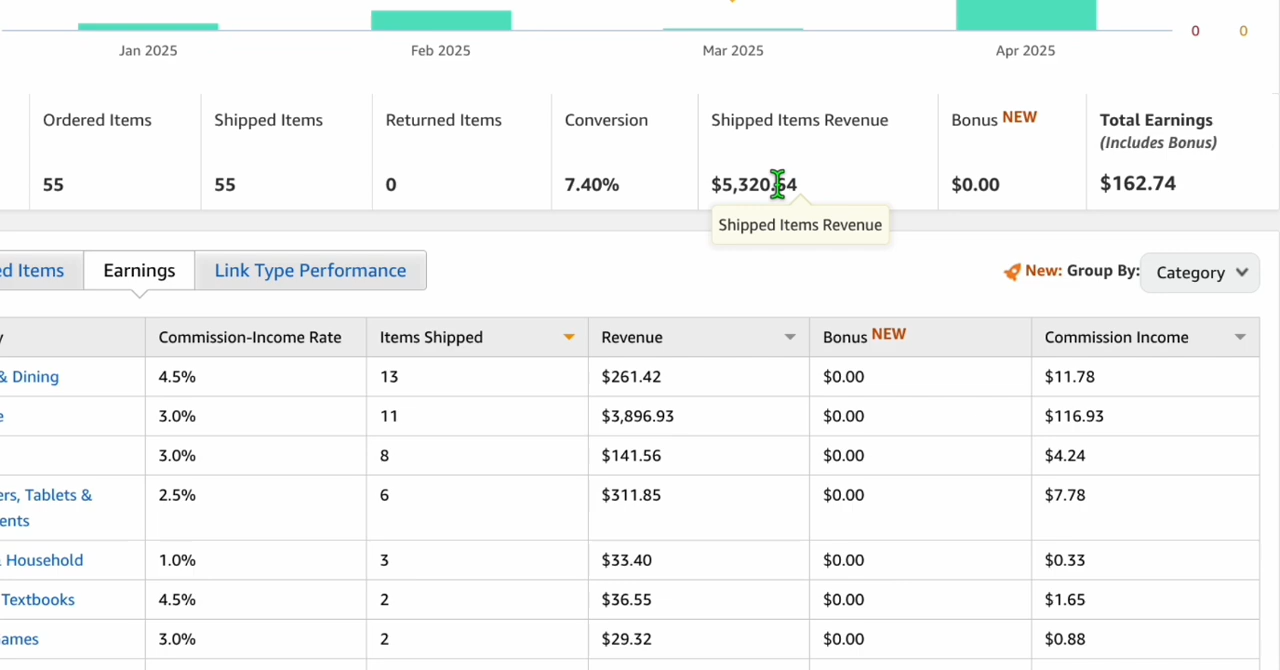 0 0
Jan 2025 Feb 2025 Mar 2025 Apr 2025
Ordered Items Shipped Items Returned Items Conversion Shipped Items Revenue Bonus NEW Total Earnings
(Includes Bonus)
55 55 0 7.40% $5,320.64 $0.00 $162.74
Shipped Items Revenue
ed Items Earnings Link Type Performance New: Group By: Category
y Commission-Income Rate Items Shipped Revenue Bonus NEW Commission Income
& Dining 4.5% 13 $261.42 $0.00 $11.78
e 3.0% 11 $3,896.93 $0.00 $116.93
3.0% 8 $141.56 $0.00 $4.24
ers, Tablets & 2.5% 6 $311.85 $0.00 $7.78
ents
& Household 1.0% 3 $33.40 $0.00 $0.33
Textbooks 4.5% 2 $36.55 $0.00 $1.65
ames 3.0% 2 $29.32 $0.00 $0.88